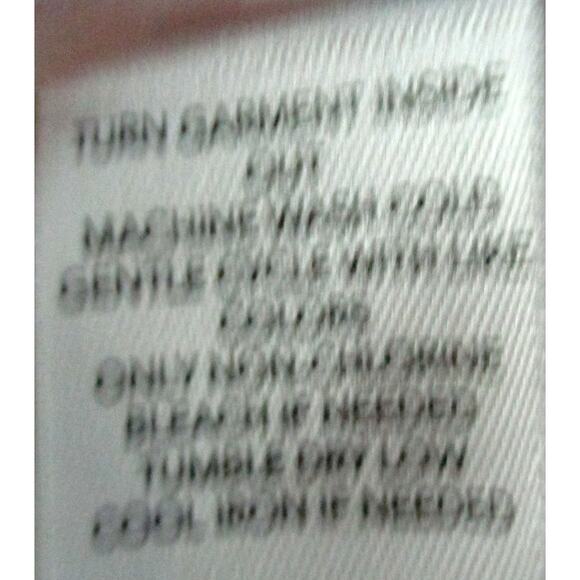 TURN GARMENT INSIDE
OUT
MACHINE WASH COLD
GENTLE CYCLE WITH LIKE
COLORS
ONLY NON-CHLORINE
BLEACH IF NEEDED
TUMBLE DRY LOW
COOL IRON IF NEEDED